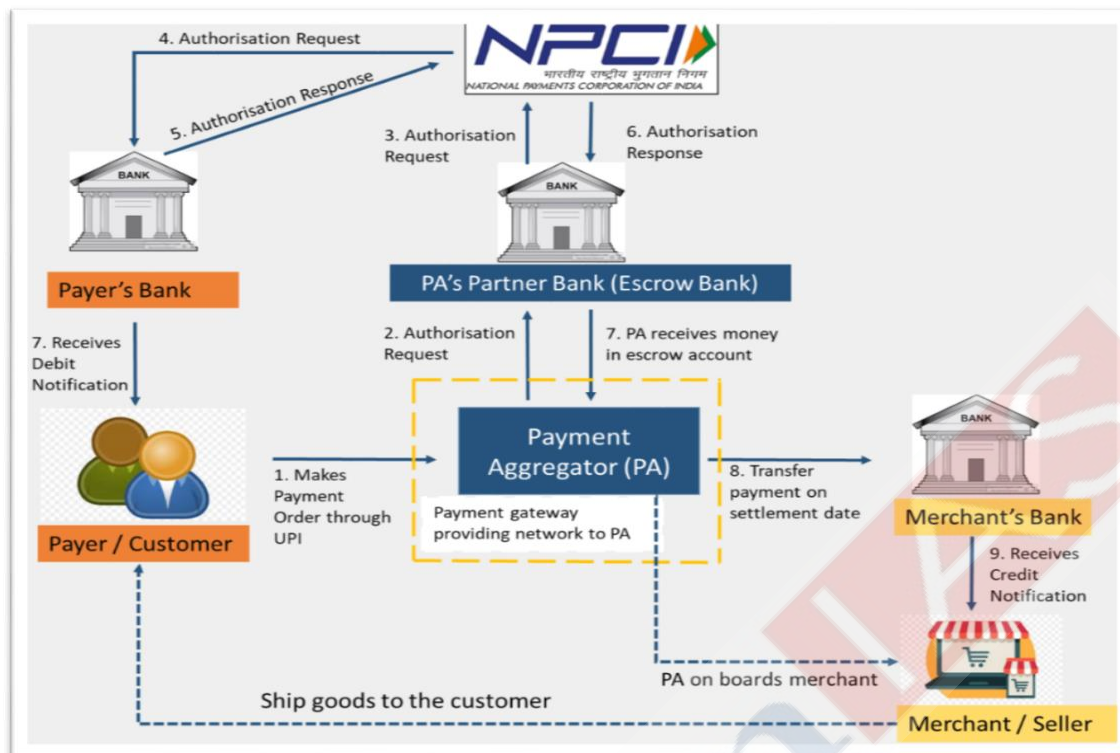 4. Authorisation Request
NPCI
भारतीय राष्ट्रीय भुगतान निगम
NATIONAL PAYMENTS CORPORATION OF INDIA
5. Authorisation Response
3. Authorisation
Request
6. Authorisation
Response
BANK
BANK
Payer's Bank
PA's Partner Bank (Escrow Bank)
7. Receives
Debit
Notification
2. Authorisation
Request
7. PA receives money
in escrow account
BANK
Payment
Aggregator (PA)
1. Makes
Payment
Order through
UPI
8. Transfer
payment on
settlement date
Payment gateway
providing network to PA
Merchant's Bank
Payer / Customer
9. Receives
Credit
Notification
PA on boards merchant
Ship goods to the customer
Merchant / Seller